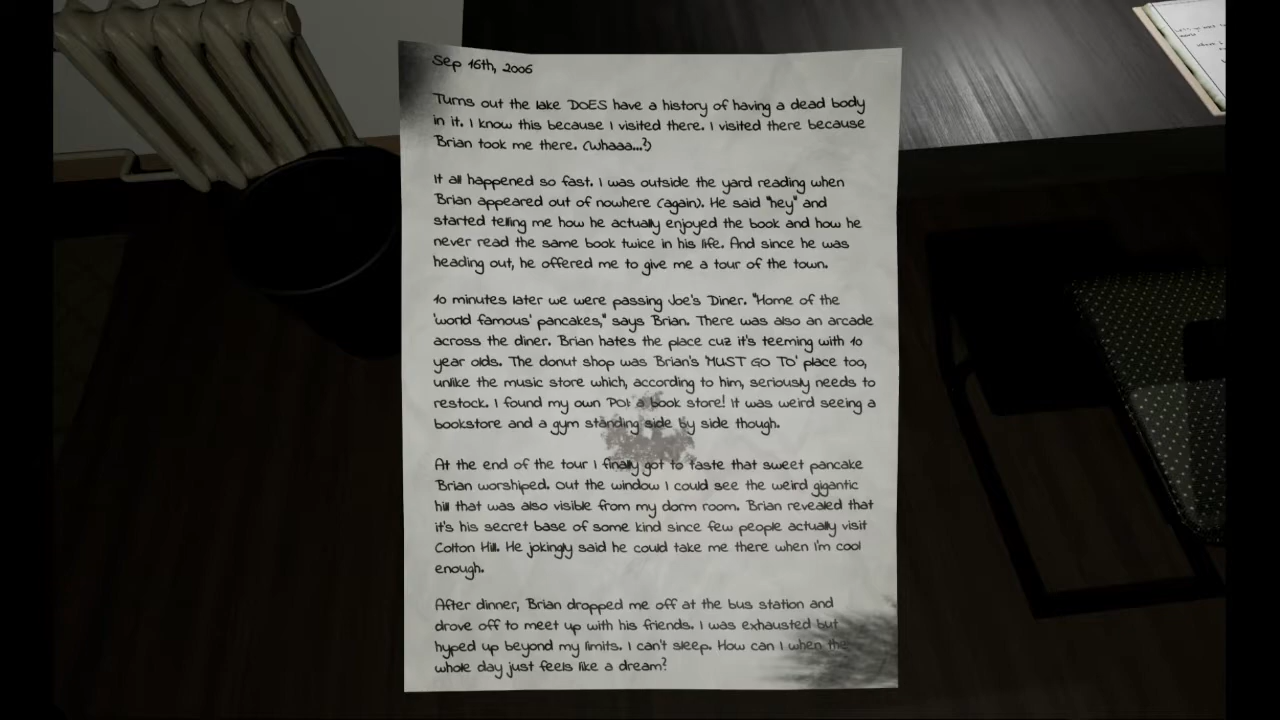 Sep 16th, 2006
Turns out the lake DOES have a history of having a dead body
in it. I know this because I visited there. I visited there because
Brian took me there. (whaaa...?)
It all happened so fast. I was outside the yard reading when
Brian appeared out of nowhere (again). He said "hey" and
started telling me how he actually enjoyed the book and how he
never read the same book twice in his life. And since he was
heading out, he offered me to give me a tour of the town.
10 minutes later we were passing Joe's Diner. "Home of the
'world famous' pancakes," says Brian. There was also an arcade
across the diner. Brian hates the place cuz it's teeming with 10
year olds. The donut shop was Brian's 'MUST GO TO' place too,
unlike the music store which, according to him, seriously needs to
restock. I found my own POI: a book store! It was weird seeing a
bookstore and a gym standing side by side though.
At the end of the tour I finally got to taste that sweet pancake
Brian worshiped. Out the window I could see the weird gigantic
hill that was also visible from my dorm room. Brian revealed that
it's his secret base of some kind since few people actually visit
Colton Hill. He jokingly said he could take me there when I'm cool
enough.
After dinner, Brian dropped me off at the bus station and
drove off to meet up with his friends. I was exhausted but
hyped up beyond my limits. I can't sleep. How can I when the
whole day just feels like a dream?